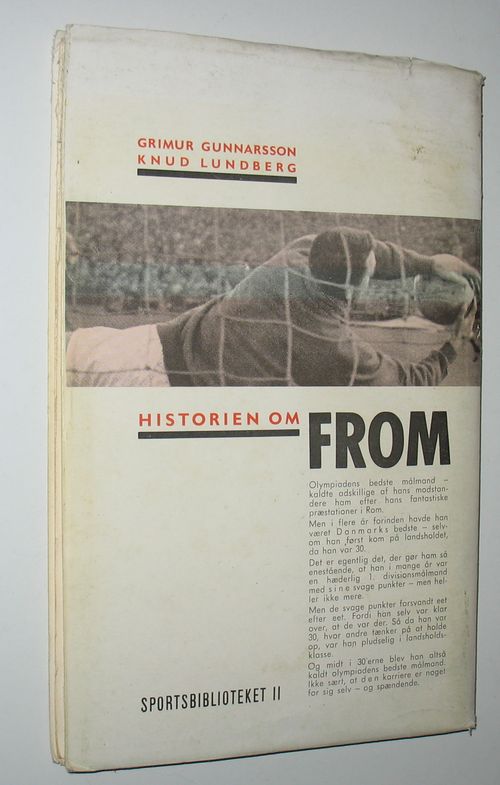 GRIMUR GUNNARSSON
KNUD LUNDBERG
HISTORIEN OM
FROM
Olympiadens bedste målmand –
kaldte adskillige af hans modstan-
dere ham efter hans fantastiske
præstationer i Rom.
Men i flere år forinden havde han
været Danmarks bedste – selv-
om han først kom på landsholdet,
da han var 30.
Det er egentlig det, der gør ham så
enestående, at han i mange år var
en hæderlig 1. divisionsmålmand
med sine svage punkter – men hel-
ler ikke mere.
Men de svage punkter forsvandt eet
efter eet. Fordi han selv var klar
over, at de var der. Så da han var
30, hvor andre tænker på at holde
op, var han pludselig i landsholds-
klasse.
Og midt i 30'erne blev han altså
kaldt olympiadens bedste målmand.
Ikke sært, at den karriere er noget
for sig selv – og spændende.
SPORTSBIBLIOTEKET II